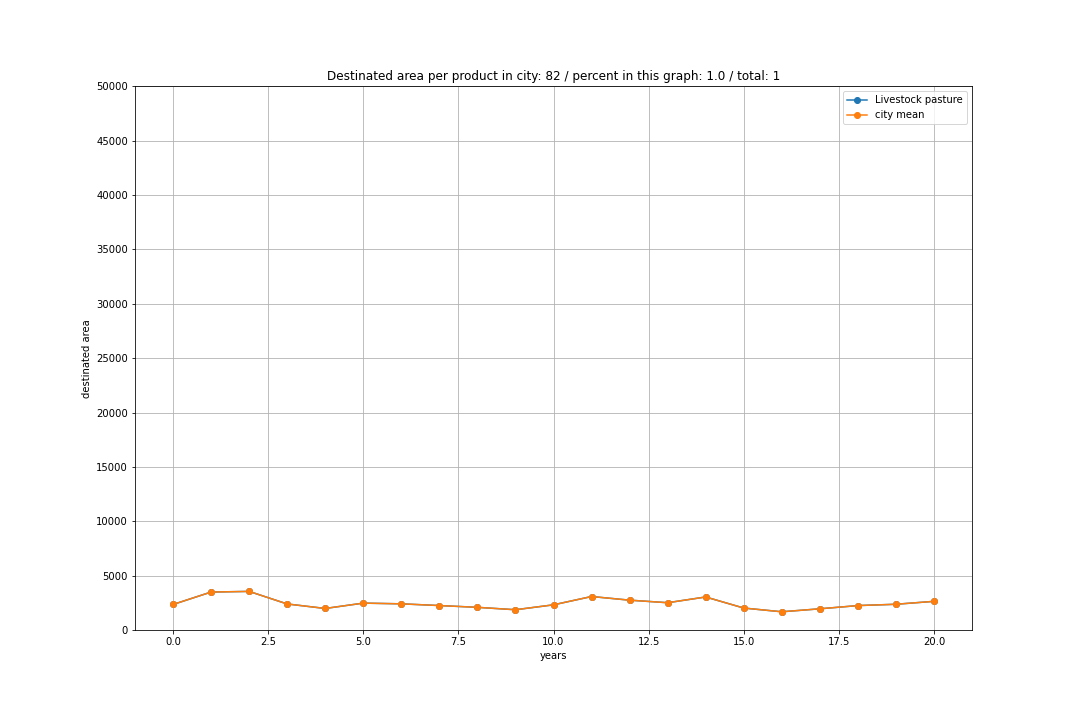 Destinated area per product in city: 82 / percent in this graph: 1.0 / total: 1
Livestock pasture
city mean
50000
45000
40000
35000
30000
25000
20000
15000
10000
5000
0
destinated area
0.0 2.5 5.0 7.5 10.0 12.5 15.0 17.5 20.0
years